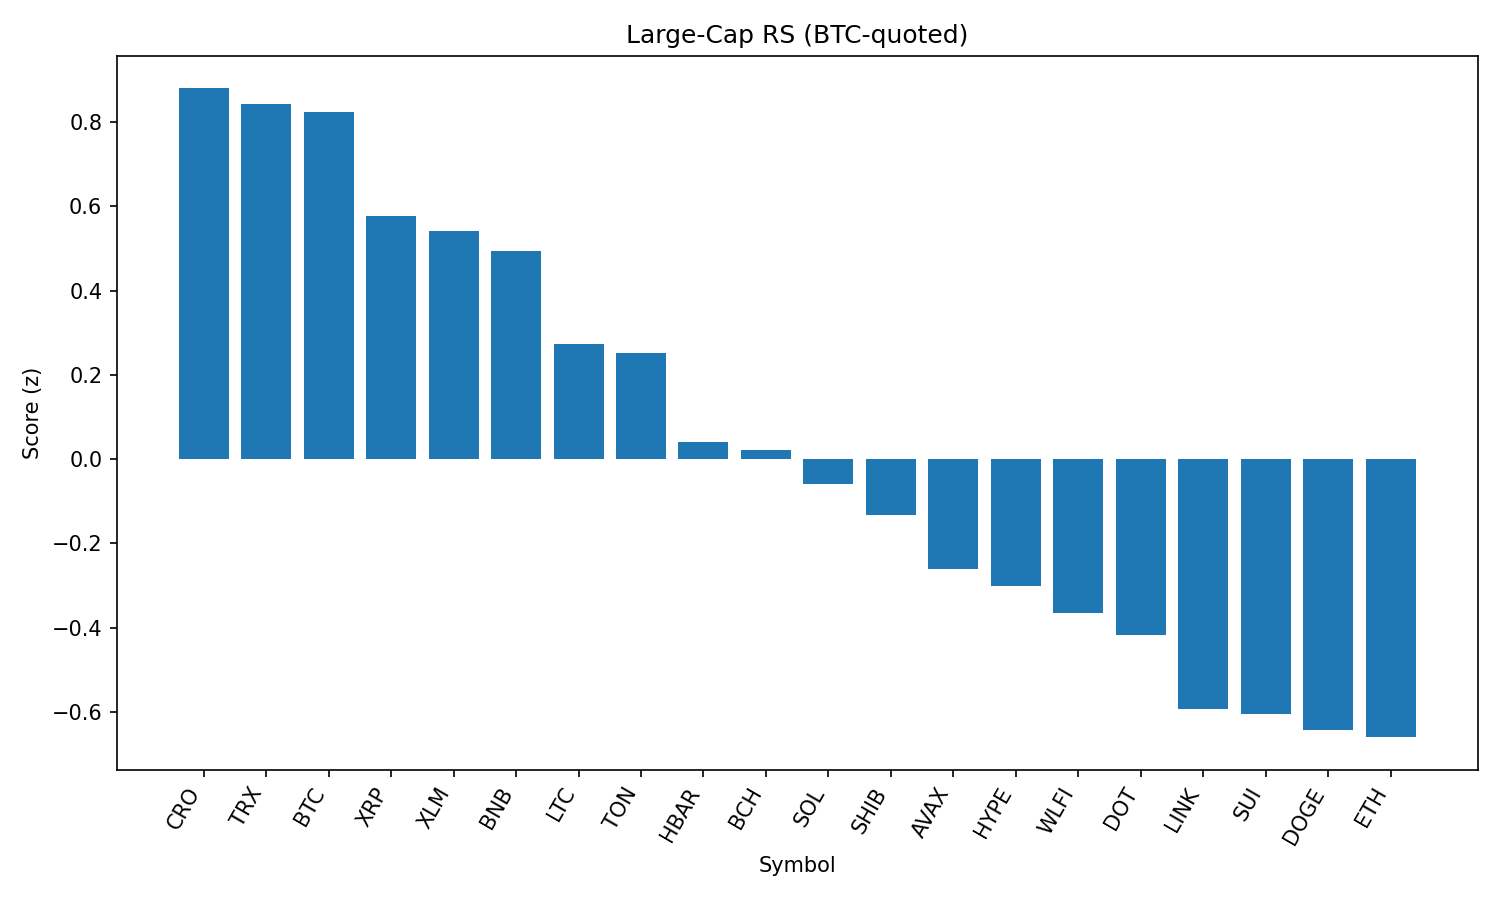 Large-Cap RS (BTC-quoted)
Score (z)
0.8
0.6
0.4
0.2
0.0
−0.2
−0.4
−0.6
CRO
TRX
BTC
XRP
XLM
BNB
LTC
TON
HBAR
BCH
SOL
SHIB
AVAX
HYPE
WLFI
DOT
LINK
SUI
DOGE
ETH
Symbol